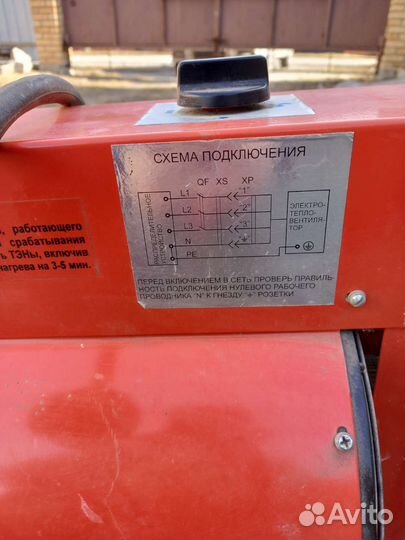 СХЕМА ПОДКЛЮЧЕНИЯ
QF XS XP
L1 "1"
L2 "2"
L3 "3"
N
PE
РАСПРЕДЕЛИТЕЛЬНОЕ
УСТРОЙСТВО
ЭЛЕКТРО-
ТЕПЛО-
ВЕНТИЛЯ-
ТОР
ПЕРЕД ВКЛЮЧЕНИЕМ В СЕТЬ ПРОВЕРЬ ПРАВИЛЬ-
НОСТЬ ПОДКЛЮЧЕНИЯ НУЛЕВОГО РАБОЧЕГО
ПРОВОДНИКА "N" К ГНЕЗДУ "⏚" РОЗЕТКИ
работающего
срабатывания
ТЭНы, включив
нагрева на 3-5 мин.
Avito